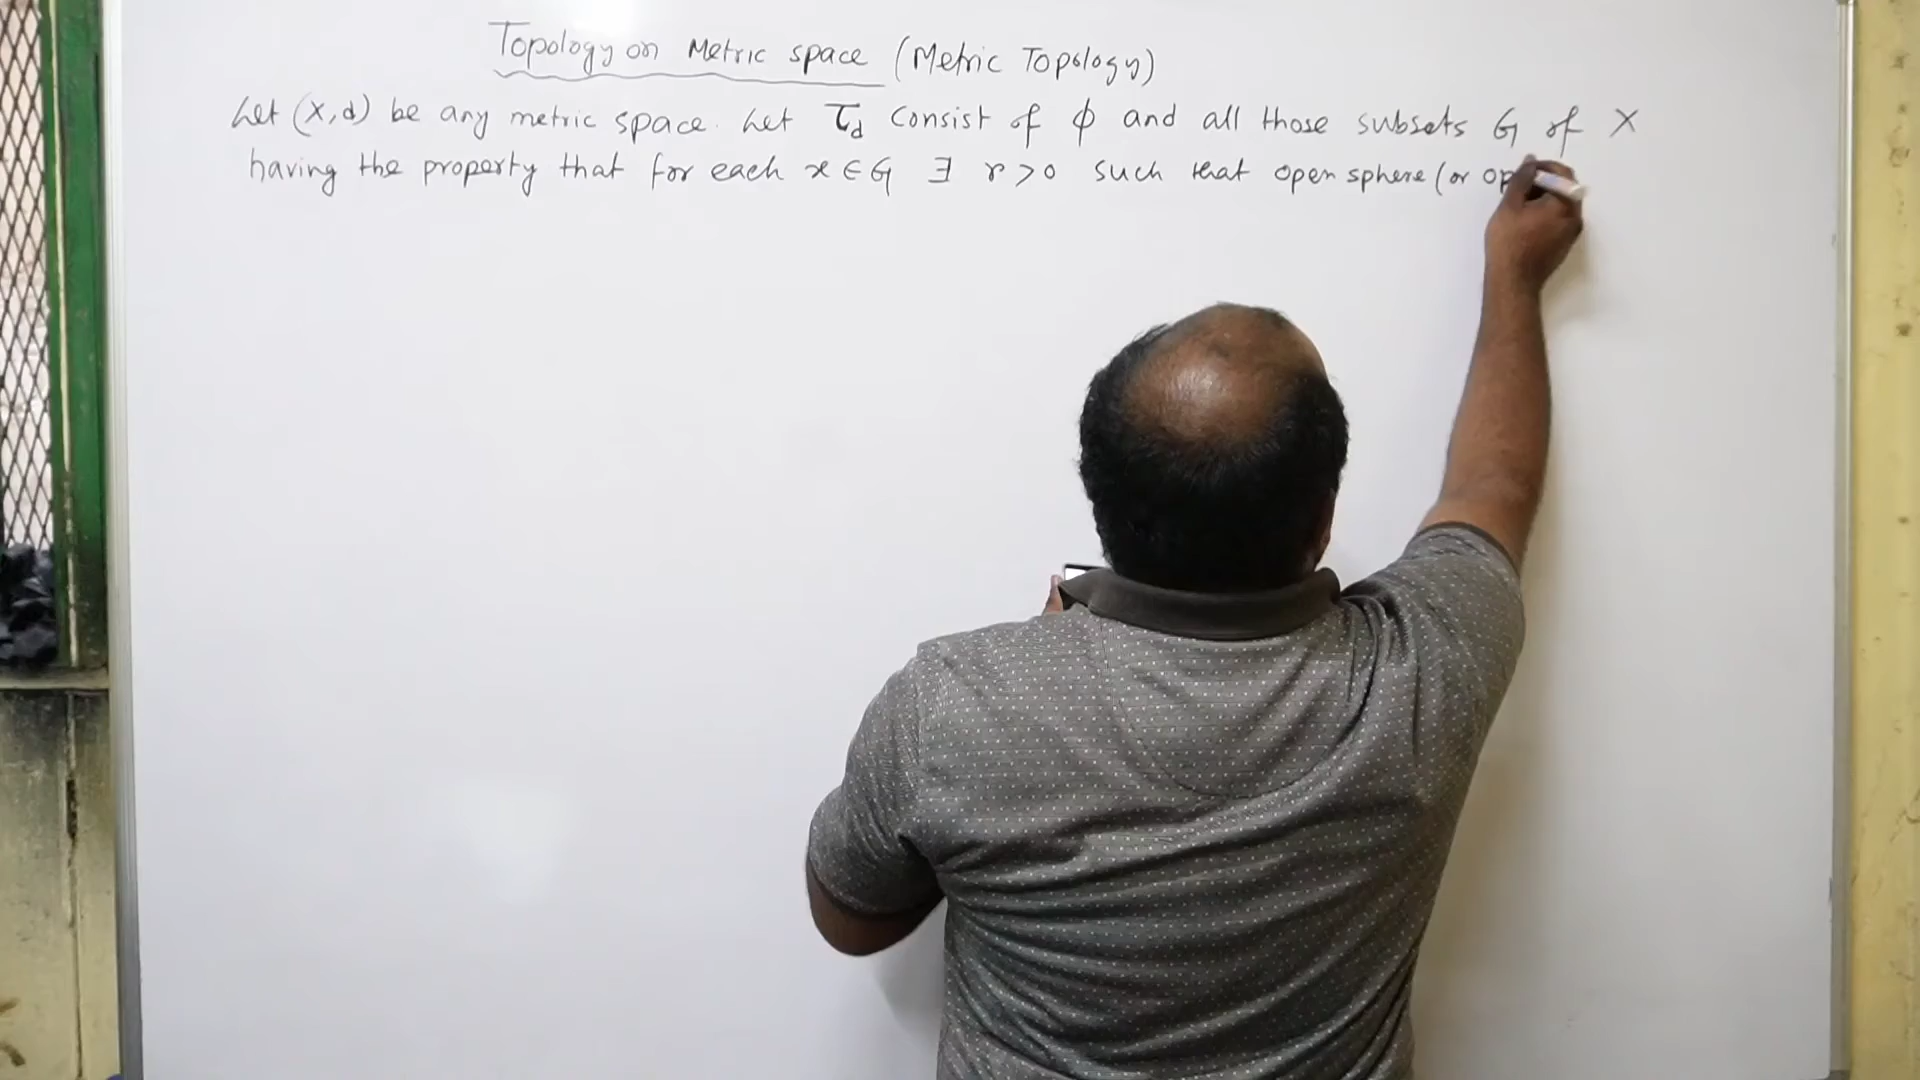 Topology on Metric space (Metric Topology)
Let (X,d) be any metric space. Let τ_d consist of ϕ and all those subsets G of X
having the property that for each x∈G ∃ r>0 such that open sphere (or op